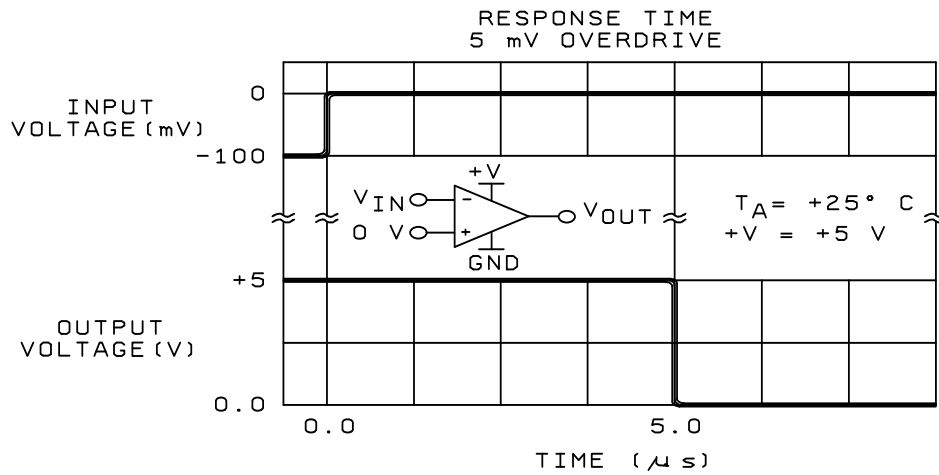 RESPONSE TIME
5 mV OVERDRIVE
0
INPUT
VOLTAGE(mV)
-100
+V
VIN
-
VOUT
0 V
+
GND
TA= +25° C
+V = +5 V
+5
OUTPUT
VOLTAGE(V)
0.0
0.0
5.0
TIME (μs)